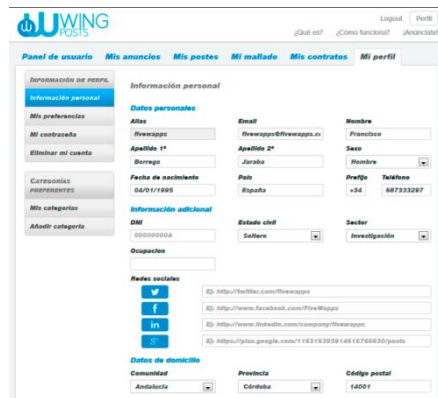 UWING
POSTS
Logout Perfil
¿Qué es? ¿Cómo funciona? ¡Anúnciate!
Panel de usuario Mis anuncios Mis postes Mi mallado Mis contratos Mi perfil
INFORMACIÓN DE PERFIL
Información personal
Mis preferencias
Mi contraseña
Eliminar mi cuenta
CATEGORÍAS
PREFERENTES
Mis categorías
Añadir categoría
Información personal
Datos personales
Alias Email Nombre
fivewapps fivewapps@fivewapps.co Francisco
Apellido 1º Apellido 2º Sexo
Borrego Jaraba Hombre
Fecha de nacimiento País Prefijo Teléfono
04/01/1995 España +34 687333297
Información adicional
DNI Estado civil Sector
00000000A Soltero Investigación
Ocupacion
Redes sociales
Ej: http://twitter.com/fivewapps
f Ej: http://www.facebook.com/FiveWapps
in Ej: http://www.linkedin.com/company/fivewapps
g+
Datos de domicilio
Comunidad Provincia Código postal
Andalucía Córdoba 14001